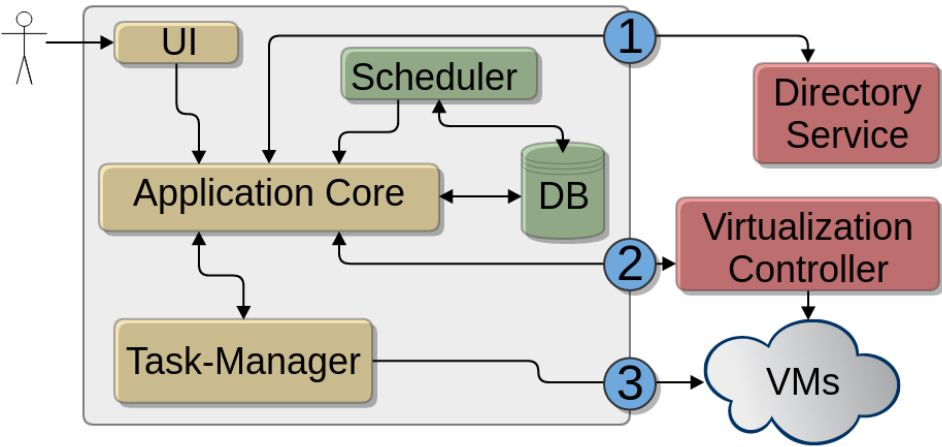 UI
1
Scheduler
Directory
Service
Application Core
DB
Virtualization
Controller
2
Task-Manager
3
VMs